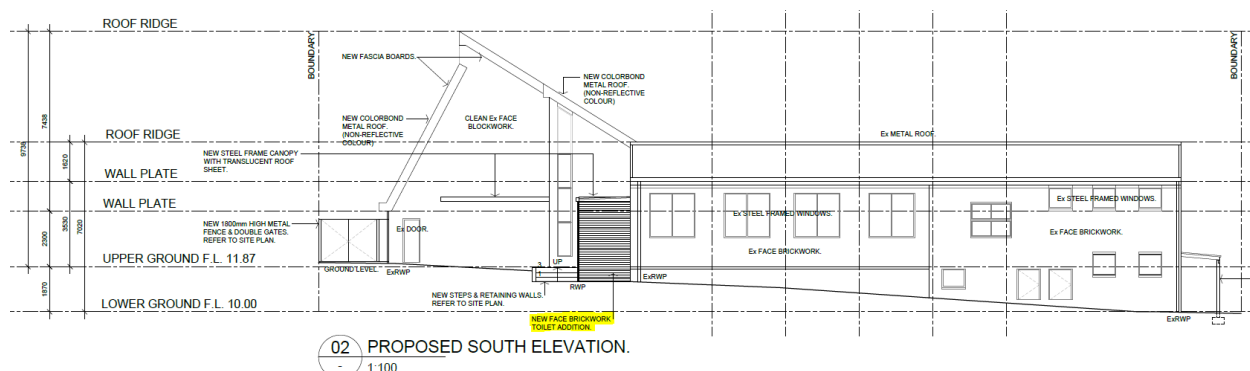 ROOF RIDGE
BOUNDARY
BOUNDARY
NEW FASCIA BOARDS.
NEW COLORBOND
METAL ROOF.
(NON-REFLECTIVE
COLOUR)
NEW COLORBOND
METAL ROOF.
(NON-REFLECTIVE
COLOUR)
CLEAN Ex FACE
BLOCKWORK.
9738
7438
ROOF RIDGE
Ex METAL ROOF.
NEW STEEL FRAME CANOPY
WITH TRANSLUCENT ROOF
SHEET.
1620
WALL PLATE
WALL PLATE
Ex STEEL FRAMED WINDOWS.
Ex STEEL FRAMED WINDOWS.
3530
7020
NEW 1800mm HIGH METAL
FENCE & DOUBLE GATES.
REFER TO SITE PLAN.
Ex DOOR.
Ex FACE BRICKWORK.
Ex FACE BRICKWORK.
2300
UPPER GROUND F.L. 11.87
GROUND LEVEL.
ExRWP
3
UP
1
RWP
ExRWP
1870
NEW STEPS & RETAINING WALLS.
REFER TO SITE PLAN.
LOWER GROUND F.L. 10.00
NEW FACE BRICKWORK
TOILET ADDITION.
ExRWP
02 PROPOSED SOUTH ELEVATION.
- 1:100